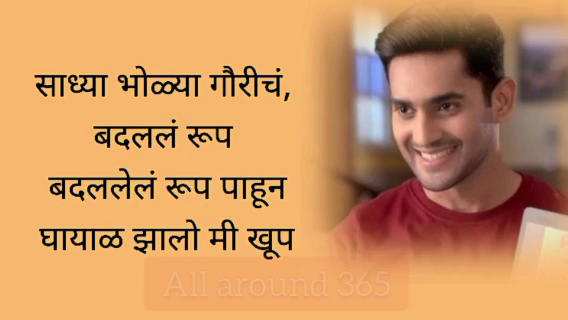 साध्या भोळ्या गौरीचं,
बदललं रूप
बदललेलं रूप पाहून
घायाळ झालो मी खूप
All around 365